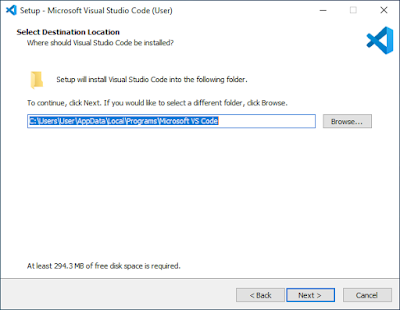 Setup - Microsoft Visual Studio Code (User)
Select Destination Location
Where should Visual Studio Code be installed?
Setup will install Visual Studio Code into the following folder.
To continue, click Next. If you would like to select a different folder, click Browse.
C:\Users\User\AppData\Local\Programs\Microsoft VS Code
Browse...
At least 294.3 MB of free disk space is required.
< Back
Next >
Cancel